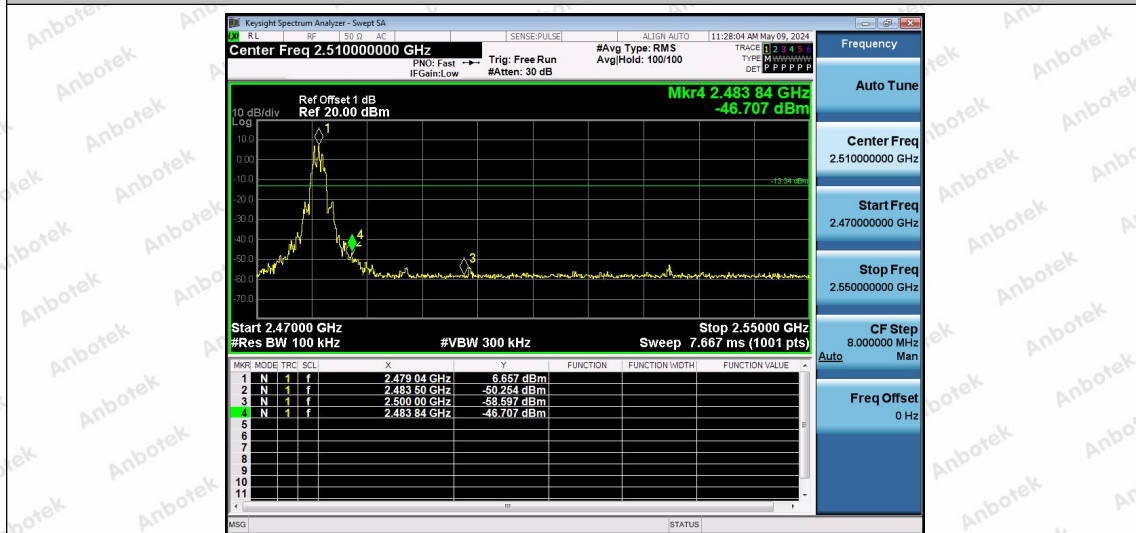 Keysight Spectrum Analyzer - Swept SA
RL RF 50 Ω AC SENSE:PULSE ALIGN AUTO 11:28:04 AM May 09, 2024
Center Freq 2.510000000 GHz
PNO: Fast
IFGain:Low
Trig: Free Run
#Atten: 30 dB
#Avg Type: RMS
Avg|Hold: 100/100
TRACE 1 2 3 4 5 6
TYPE M W W W W W
DET P P P P P P
Frequency
Auto Tune
Center Freq
2.510000000 GHz
Start Freq
2.470000000 GHz
Stop Freq
2.550000000 GHz
CF Step
8.000000 MHz
Auto Man
Freq Offset
0 Hz
Mkr4 2.483 84 GHz
-46.707 dBm
Ref Offset 1 dB
10 dB/div Ref 20.00 dBm
Log
10.0
0.00
-10.0
-20.0
-30.0
-40.0
-50.0
-60.0
-70.0
1
4
2
3
-13.34 dBm
Start 2.47000 GHz Stop 2.55000 GHz
#Res BW 100 kHz #VBW 300 kHz Sweep 7.667 ms (1001 pts)
MKR MODE TRC SCL X Y FUNCTION FUNCTION WIDTH FUNCTION VALUE
1 N 1 f 2.479 04 GHz 6.657 dBm
2 N 1 f 2.483 50 GHz -50.254 dBm
3 N 1 f 2.500 00 GHz -58.597 dBm
4 N 1 f 2.483 84 GHz -46.707 dBm
5
6
7
8
9
10
11
MSG STATUS
Anbotek